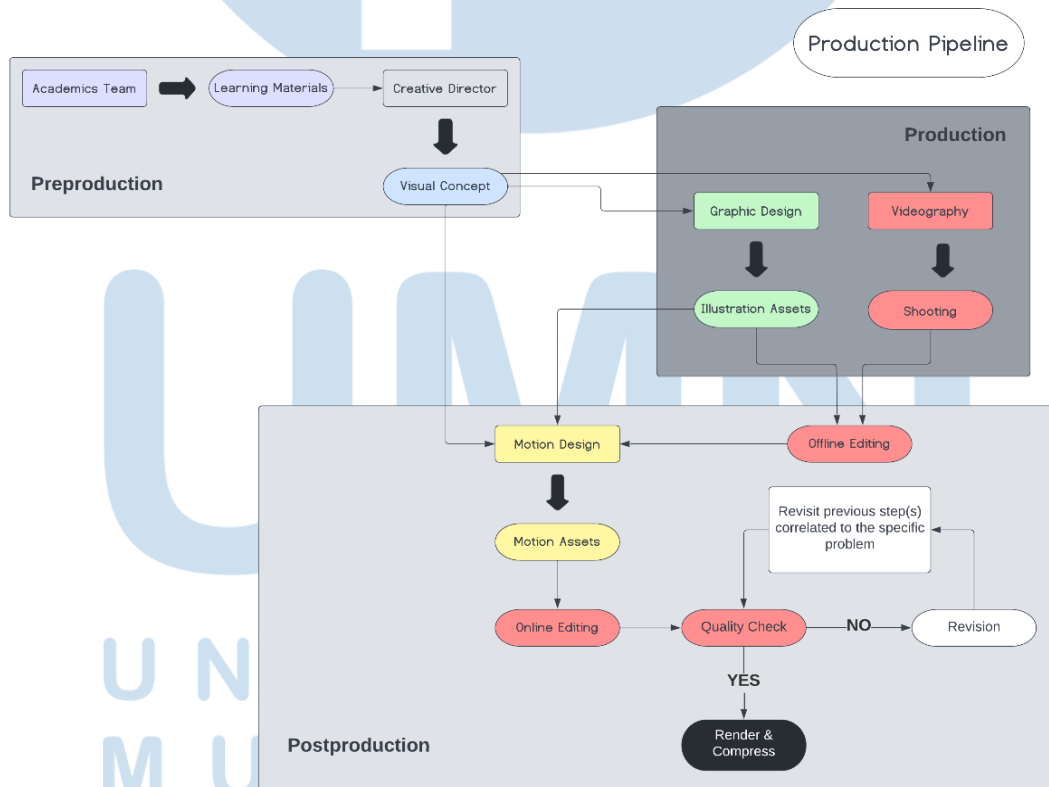 Production Pipeline
Academics Team
Learning Materials
Creative Director
Production
Preproduction
Visual Concept
Graphic Design
Videography
Illustration Assets
Shooting
Motion Design
Offline Editing
Revisit previous step(s)
correlated to the specific
problem
Motion Assets
Online Editing
Quality Check
NO
Revision
YES
Render &
Compress
Postproduction
UMN
U N
M U